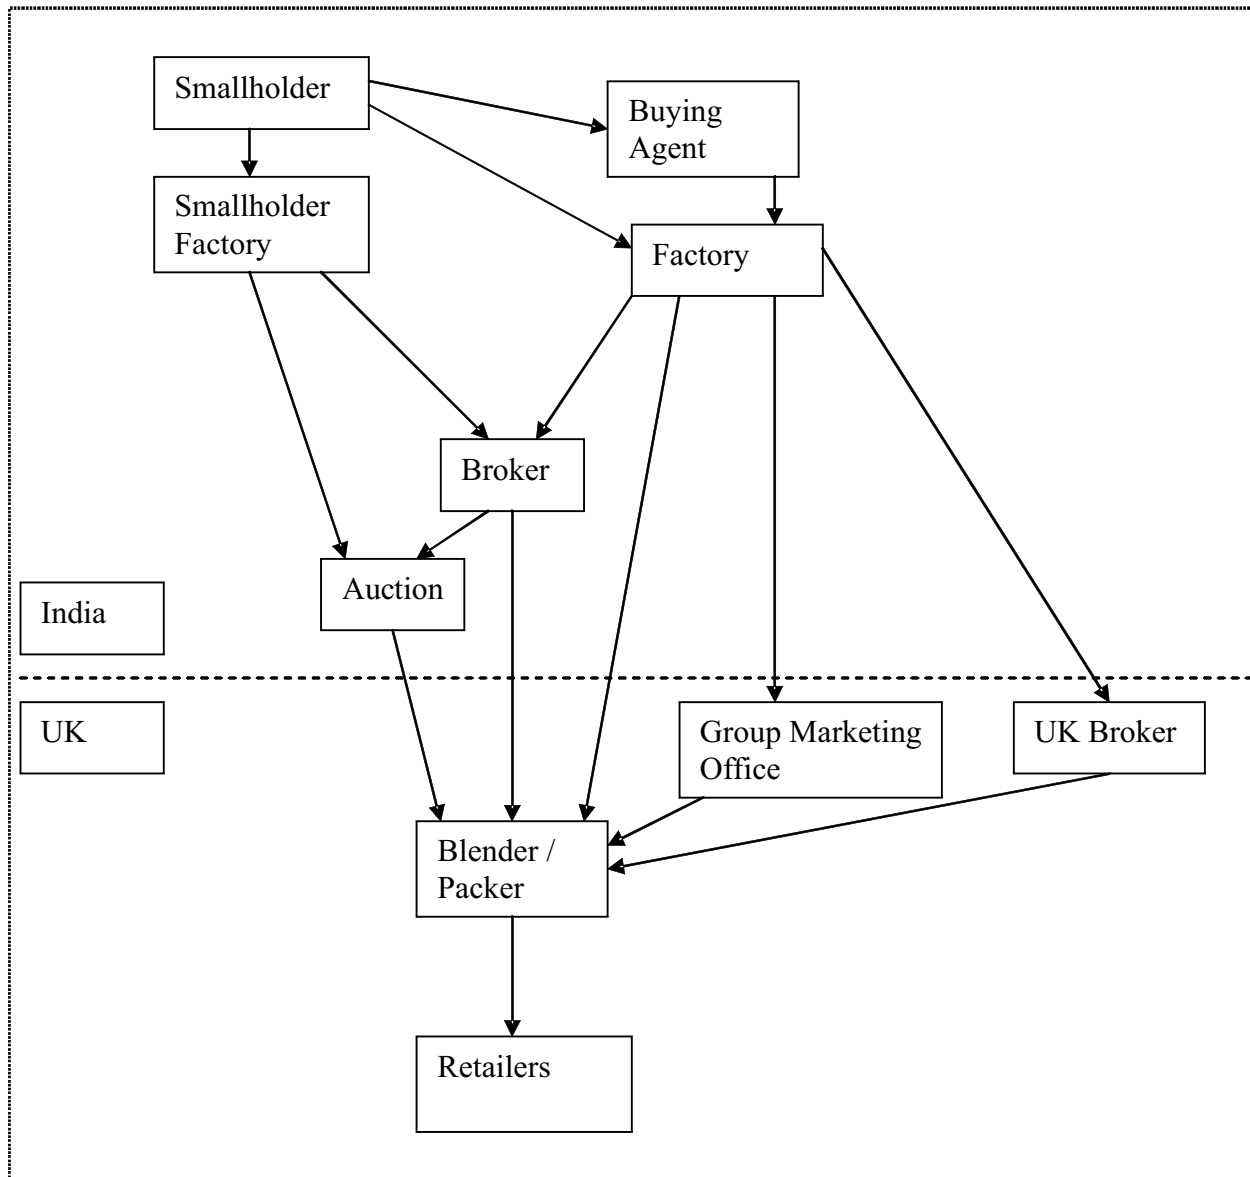 Smallholder
Buying
Agent
Smallholder
Factory
Factory
Broker
Auction
India
UK
Group Marketing
Office
UK Broker
Blender /
Packer
Retailers